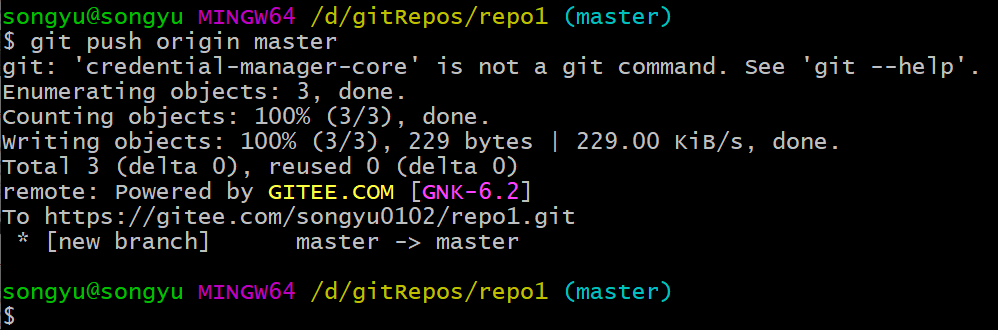 songyu@songyu MINGW64 /d/gitRepos/repo1 (master)
$ git push origin master
git: 'credential-manager-core' is not a git command. See 'git --help'.
Enumerating objects: 3, done.
Counting objects: 100% (3/3), done.
Writing objects: 100% (3/3), 229 bytes | 229.00 KiB/s, done.
Total 3 (delta 0), reused 0 (delta 0)
remote: Powered by GITEE.COM [GNK-6.2]
To https://gitee.com/songyu0102/repo1.git
 * [new branch]      master -> master
songyu@songyu MINGW64 /d/gitRepos/repo1 (master)
$